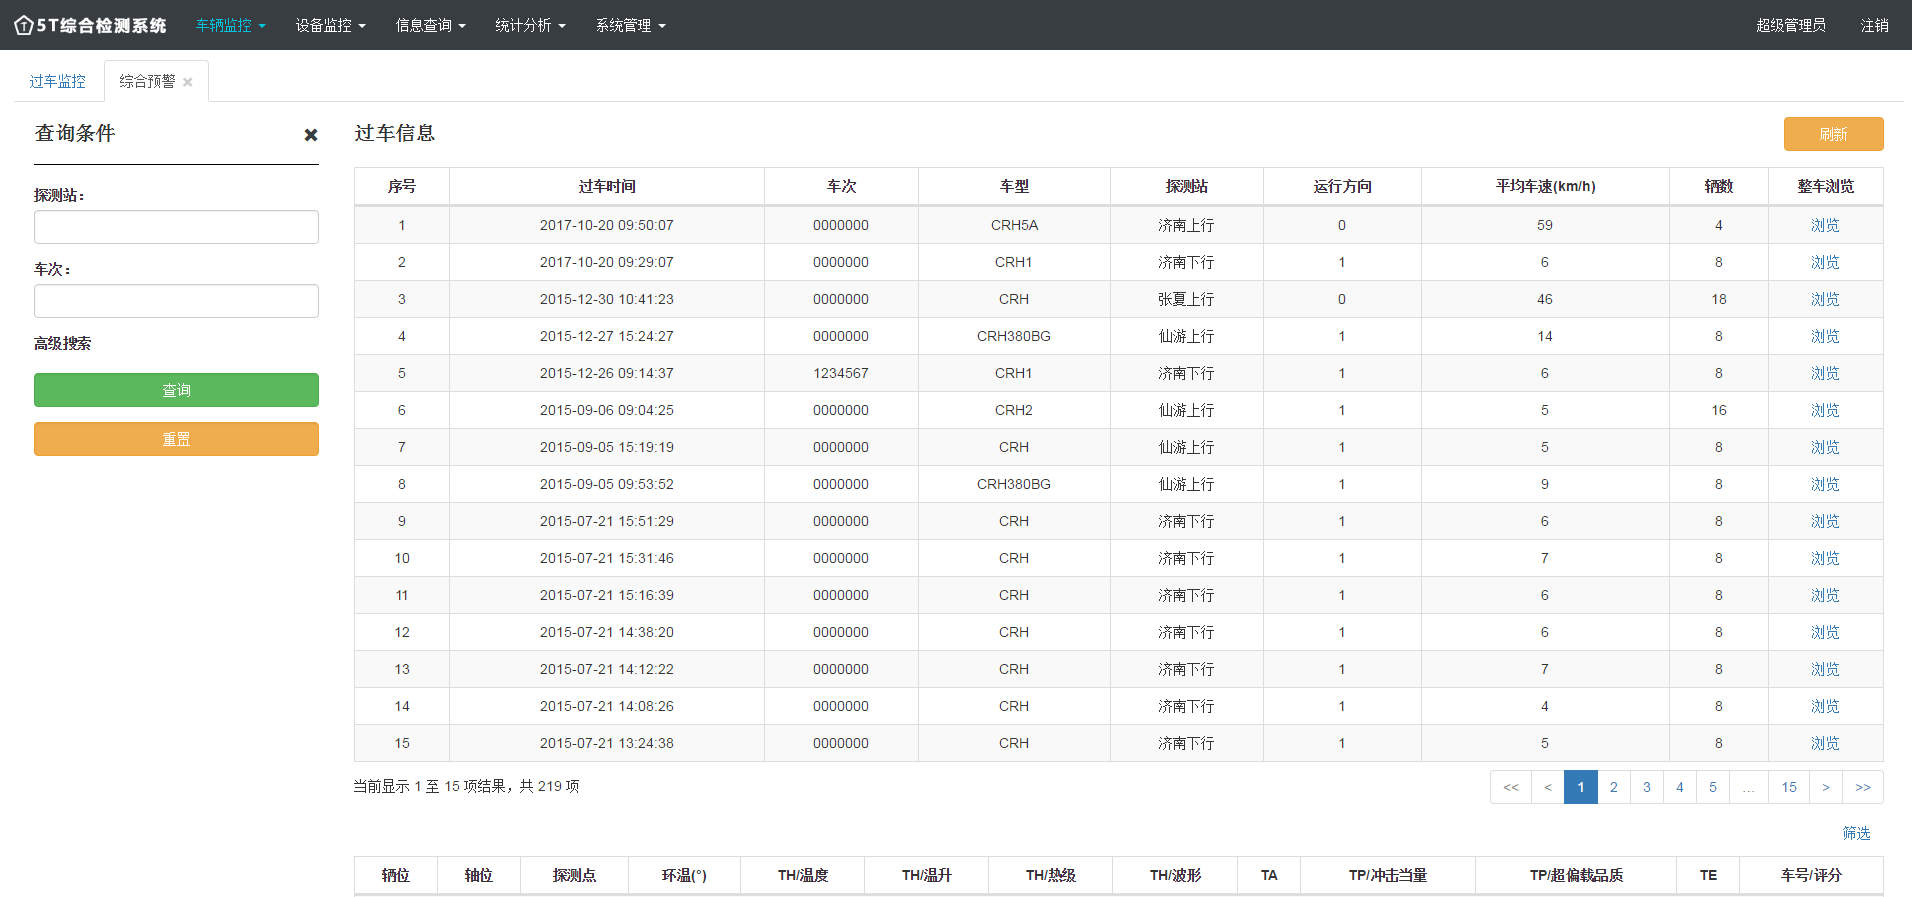 5T综合检测系统 车辆监控 设备监控 信息查询 统计分析 系统管理 超级管理员 注销
过车监控 综合预警 ×
查询条件 ×
探测站：
车次：
高级搜索
查询
重置
过车信息 刷新
序号 过车时间 车次 车型 探测站 运行方向 平均车速(km/h) 辆数 整车浏览
1 2017-10-20 09:50:07 0000000 CRH5A 济南上行 0 59 4 浏览
2 2017-10-20 09:29:07 0000000 CRH1 济南下行 1 6 8 浏览
3 2015-12-30 10:41:23 0000000 CRH 张夏上行 0 46 18 浏览
4 2015-12-27 15:24:27 0000000 CRH380BG 仙游上行 1 14 8 浏览
5 2015-12-26 09:14:37 1234567 CRH1 济南下行 1 6 8 浏览
6 2015-09-06 09:04:25 0000000 CRH2 仙游上行 1 5 16 浏览
7 2015-09-05 15:19:19 0000000 CRH 仙游上行 1 5 8 浏览
8 2015-09-05 09:53:52 0000000 CRH380BG 仙游上行 1 9 8 浏览
9 2015-07-21 15:51:29 0000000 CRH 济南下行 1 6 8 浏览
10 2015-07-21 15:31:46 0000000 CRH 济南下行 1 7 8 浏览
11 2015-07-21 15:16:39 0000000 CRH 济南下行 1 6 8 浏览
12 2015-07-21 14:38:20 0000000 CRH 济南下行 1 6 8 浏览
13 2015-07-21 14:12:22 0000000 CRH 济南下行 1 7 8 浏览
14 2015-07-21 14:08:26 0000000 CRH 济南下行 1 4 8 浏览
15 2015-07-21 13:24:38 0000000 CRH 济南下行 1 5 8 浏览
当前显示 1 至 15 项结果，共 219 项 << < 1 2 3 4 5 … 15 > >>
筛选
辆位 轴位 探测点 环温(°) TH/温度 TH/温升 TH/热级 TH/波形 TA TP/冲击当量 TP/超偏载品质 TE 车号/评分